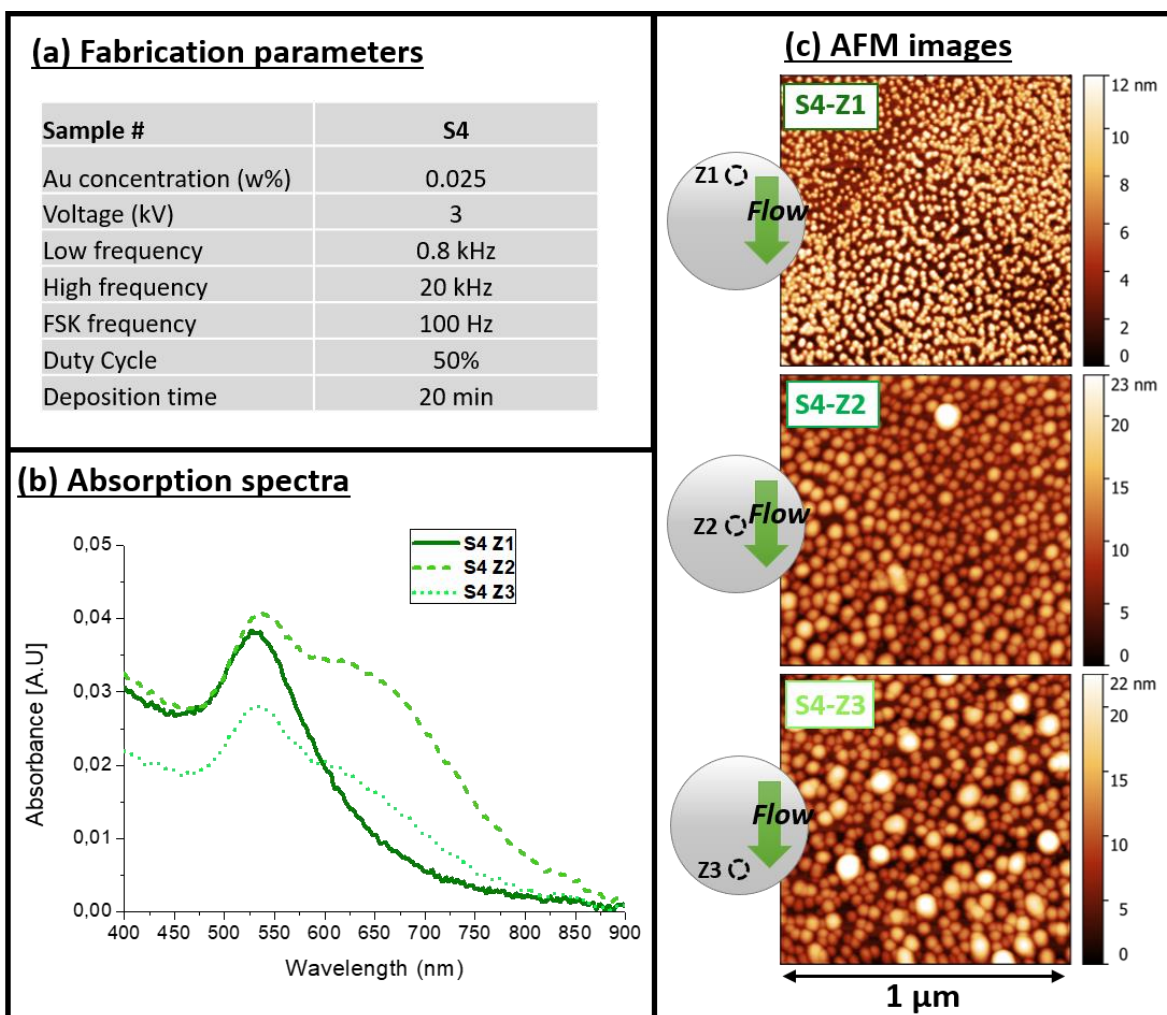 (a) Fabrication parameters
Sample # S4
Au concentration (w%) 0.025
Voltage (kV) 3
Low frequency 0.8 kHz
High frequency 20 kHz
FSK frequency 100 Hz
Duty Cycle 50%
Deposition time 20 min
(b) Absorption spectra
S4 Z1
S4 Z2
S4 Z3
0,05
0,04
0,03
0,02
0,01
0,00
Absorbance [A.U]
400 450 500 550 600 650 700 750 800 850 900
Wavelength (nm)
(c) AFM images
S4-Z1
Z1
Flow
12 nm
10
8
6
4
2
0
S4-Z2
Z2
Flow
23 nm
20
15
10
5
0
S4-Z3
Z3
Flow
22 nm
20
15
10
5
0
1 µm